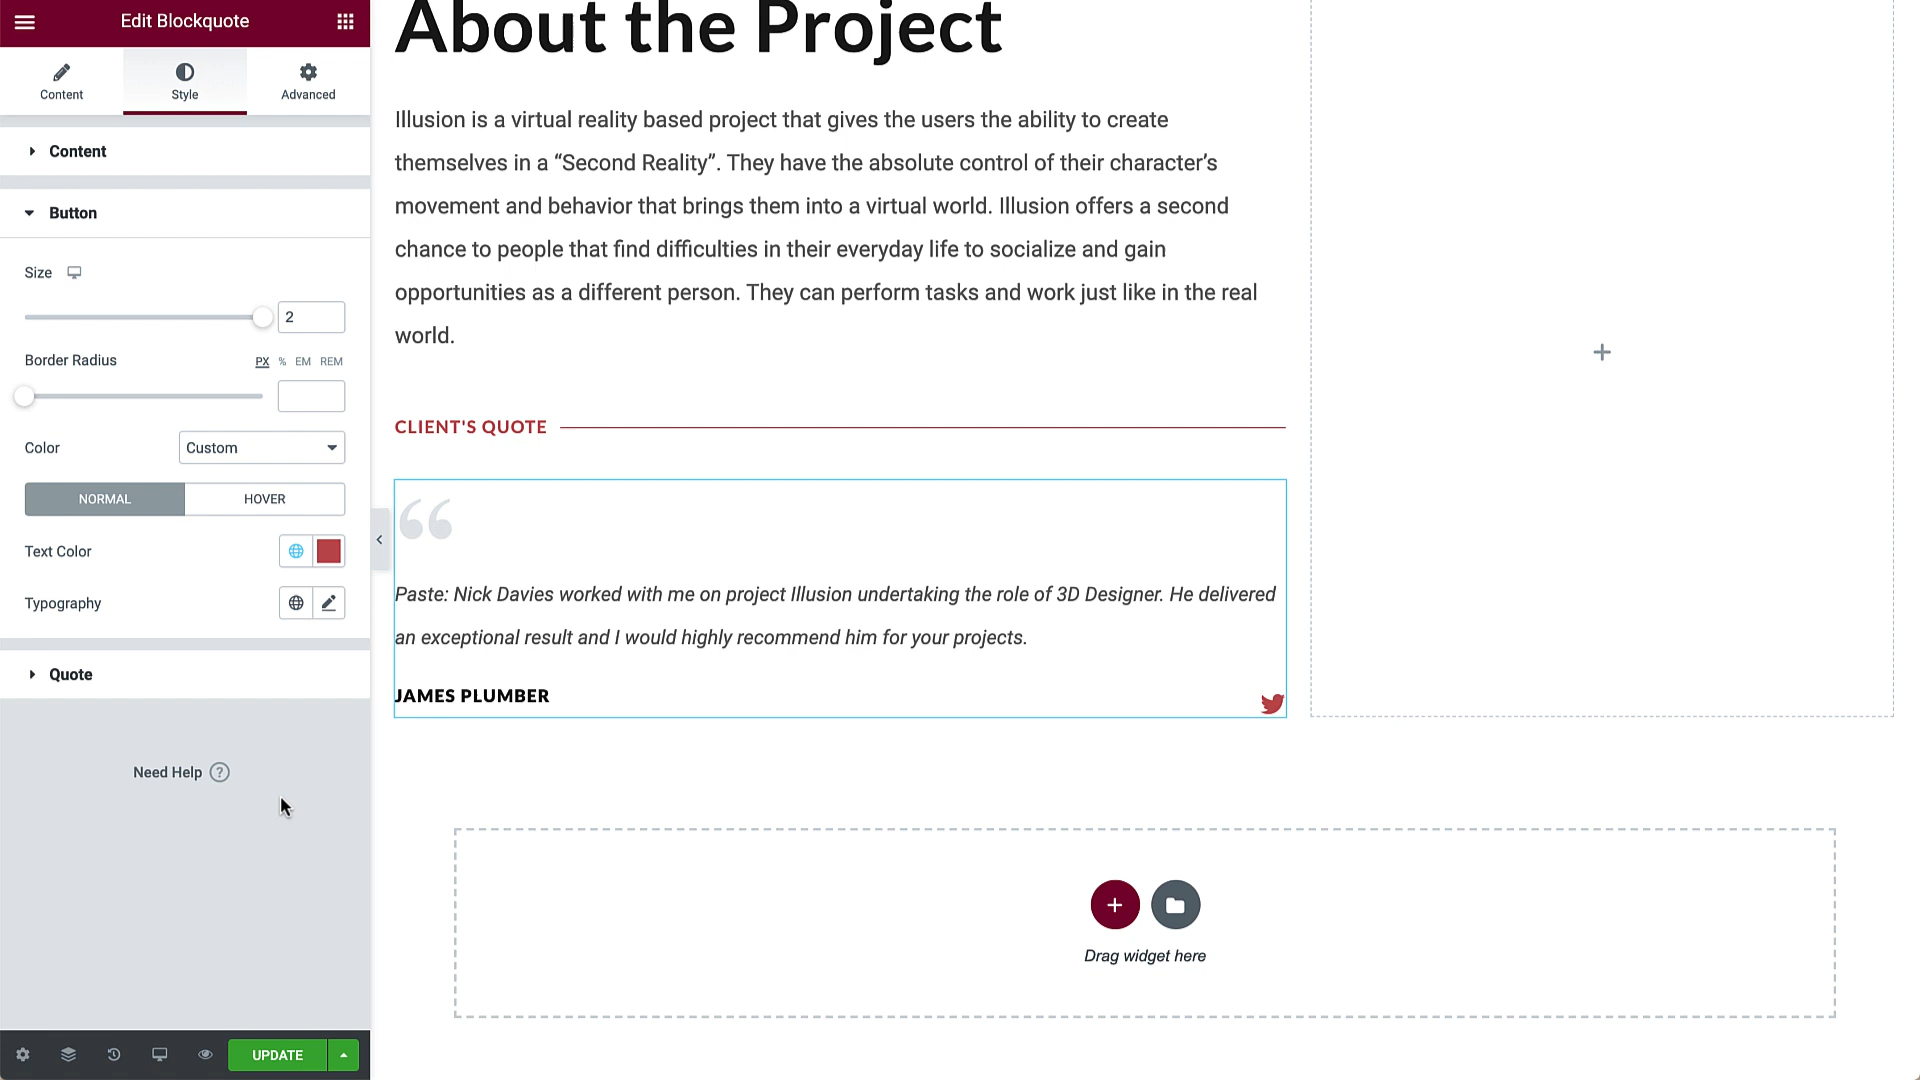 Edit Blockquote
Content
Style
Advanced
Content
Button
Size
2
Border Radius
PX % EM REM
Color
Custom
NORMAL
HOVER
Text Color
Typography
Quote
Need Help ?
UPDATE
About the Project
Illusion is a virtual reality based project that gives the users the ability to create
themselves in a “Second Reality”. They have the absolute control of their character’s
movement and behavior that brings them into a virtual world. Illusion offers a second
chance to people that find difficulties in their everyday life to socialize and gain
opportunities as a different person. They can perform tasks and work just like in the real
world.
CLIENT'S QUOTE
“
Paste: Nick Davies worked with me on project Illusion undertaking the role of 3D Designer. He delivered
an exceptional result and I would highly recommend him for your projects.
JAMES PLUMBER
Drag widget here